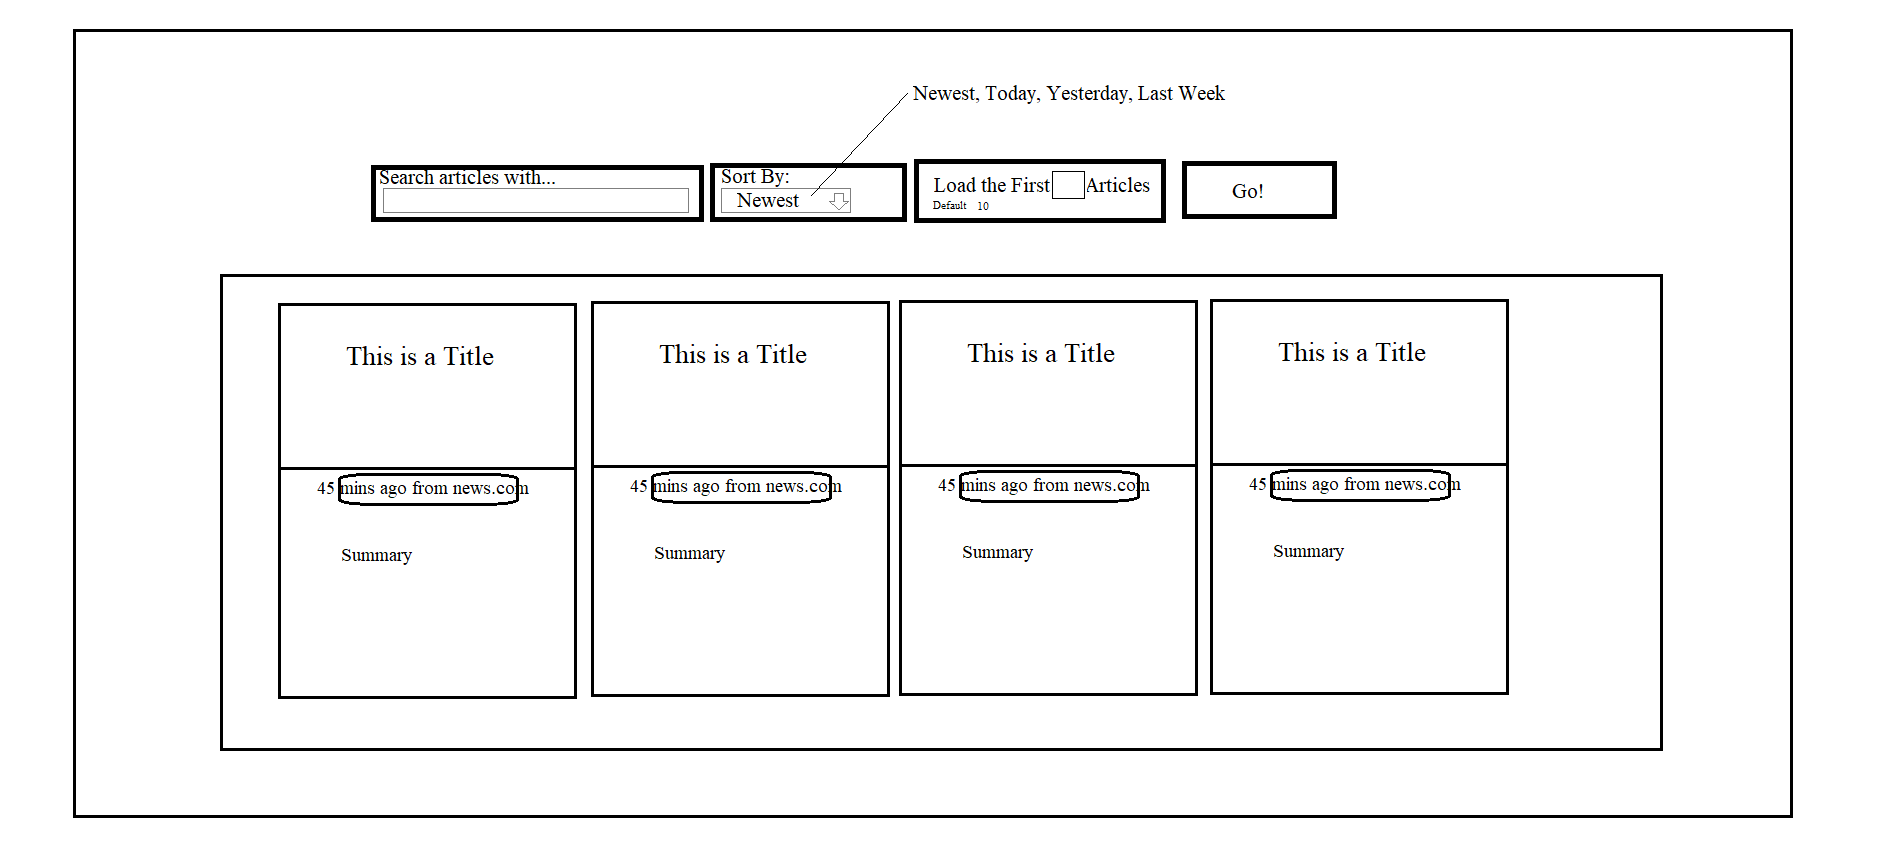 Newest, Today, Yesterday, Last Week
Search articles with...
Sort By:
Newest
Load the First Articles
Default 10
Go!
This is a Title
45 mins ago from news.com
Summary
This is a Title
45 mins ago from news.com
Summary
This is a Title
45 mins ago from news.com
Summary
This is a Title
45 mins ago from news.com
Summary